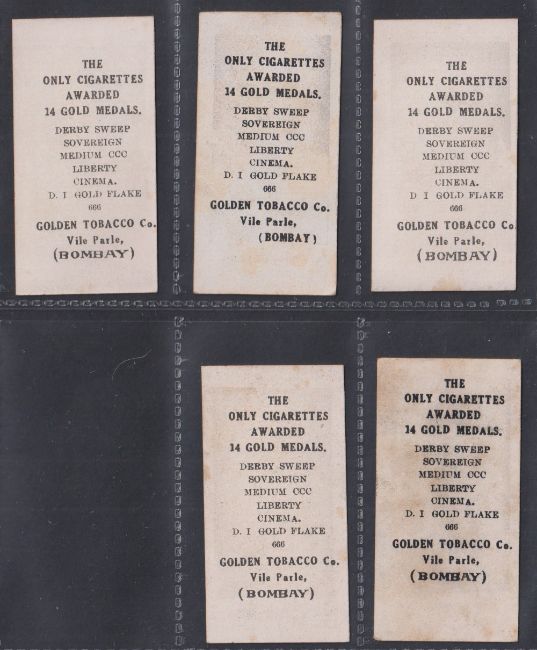 THE
ONLY CIGARETTES
AWARDED
14 GOLD MEDALS.
DERBY SWEEP
SOVEREIGN
MEDIUM CCC
LIBERTY
CINEMA.
D. I GOLD FLAKE
666
GOLDEN TOBACCO Co.
Vile Parle,
(BOMBAY)
THE
ONLY CIGARETTES
AWARDED
14 GOLD MEDALS.
DERBY SWEEP
SOVEREIGN
MEDIUM CCC
LIBERTY
CINEMA.
D. I GOLD FLAKE
666
GOLDEN TOBACCO Co.
Vile Parle,
(BOMBAY)
THE
ONLY CIGARETTES
AWARDED
14 GOLD MEDALS.
DERBY SWEEP
SOVEREIGN
MEDIUM CCC
LIBERTY
CINEMA.
D. I GOLD FLAKE
666
GOLDEN TOBACCO Co.
Vile Parle,
(BOMBAY)
THE
ONLY CIGARETTES
AWARDED
14 GOLD MEDALS.
DERBY SWEEP
SOVEREIGN
MEDIUM CCC
LIBERTY
CINEMA.
D. I GOLD FLAKE
666
GOLDEN TOBACCO Co.
Vile Parle,
(BOMBAY)
THE
ONLY CIGARETTES
AWARDED
14 GOLD MEDALS.
DERBY SWEEP
SOVEREIGN
MEDIUM CCC
LIBERTY
CINEMA.
D. I GOLD FLAKE
666
GOLDEN TOBACCO Co.
Vile Parle,
(BOMBAY)